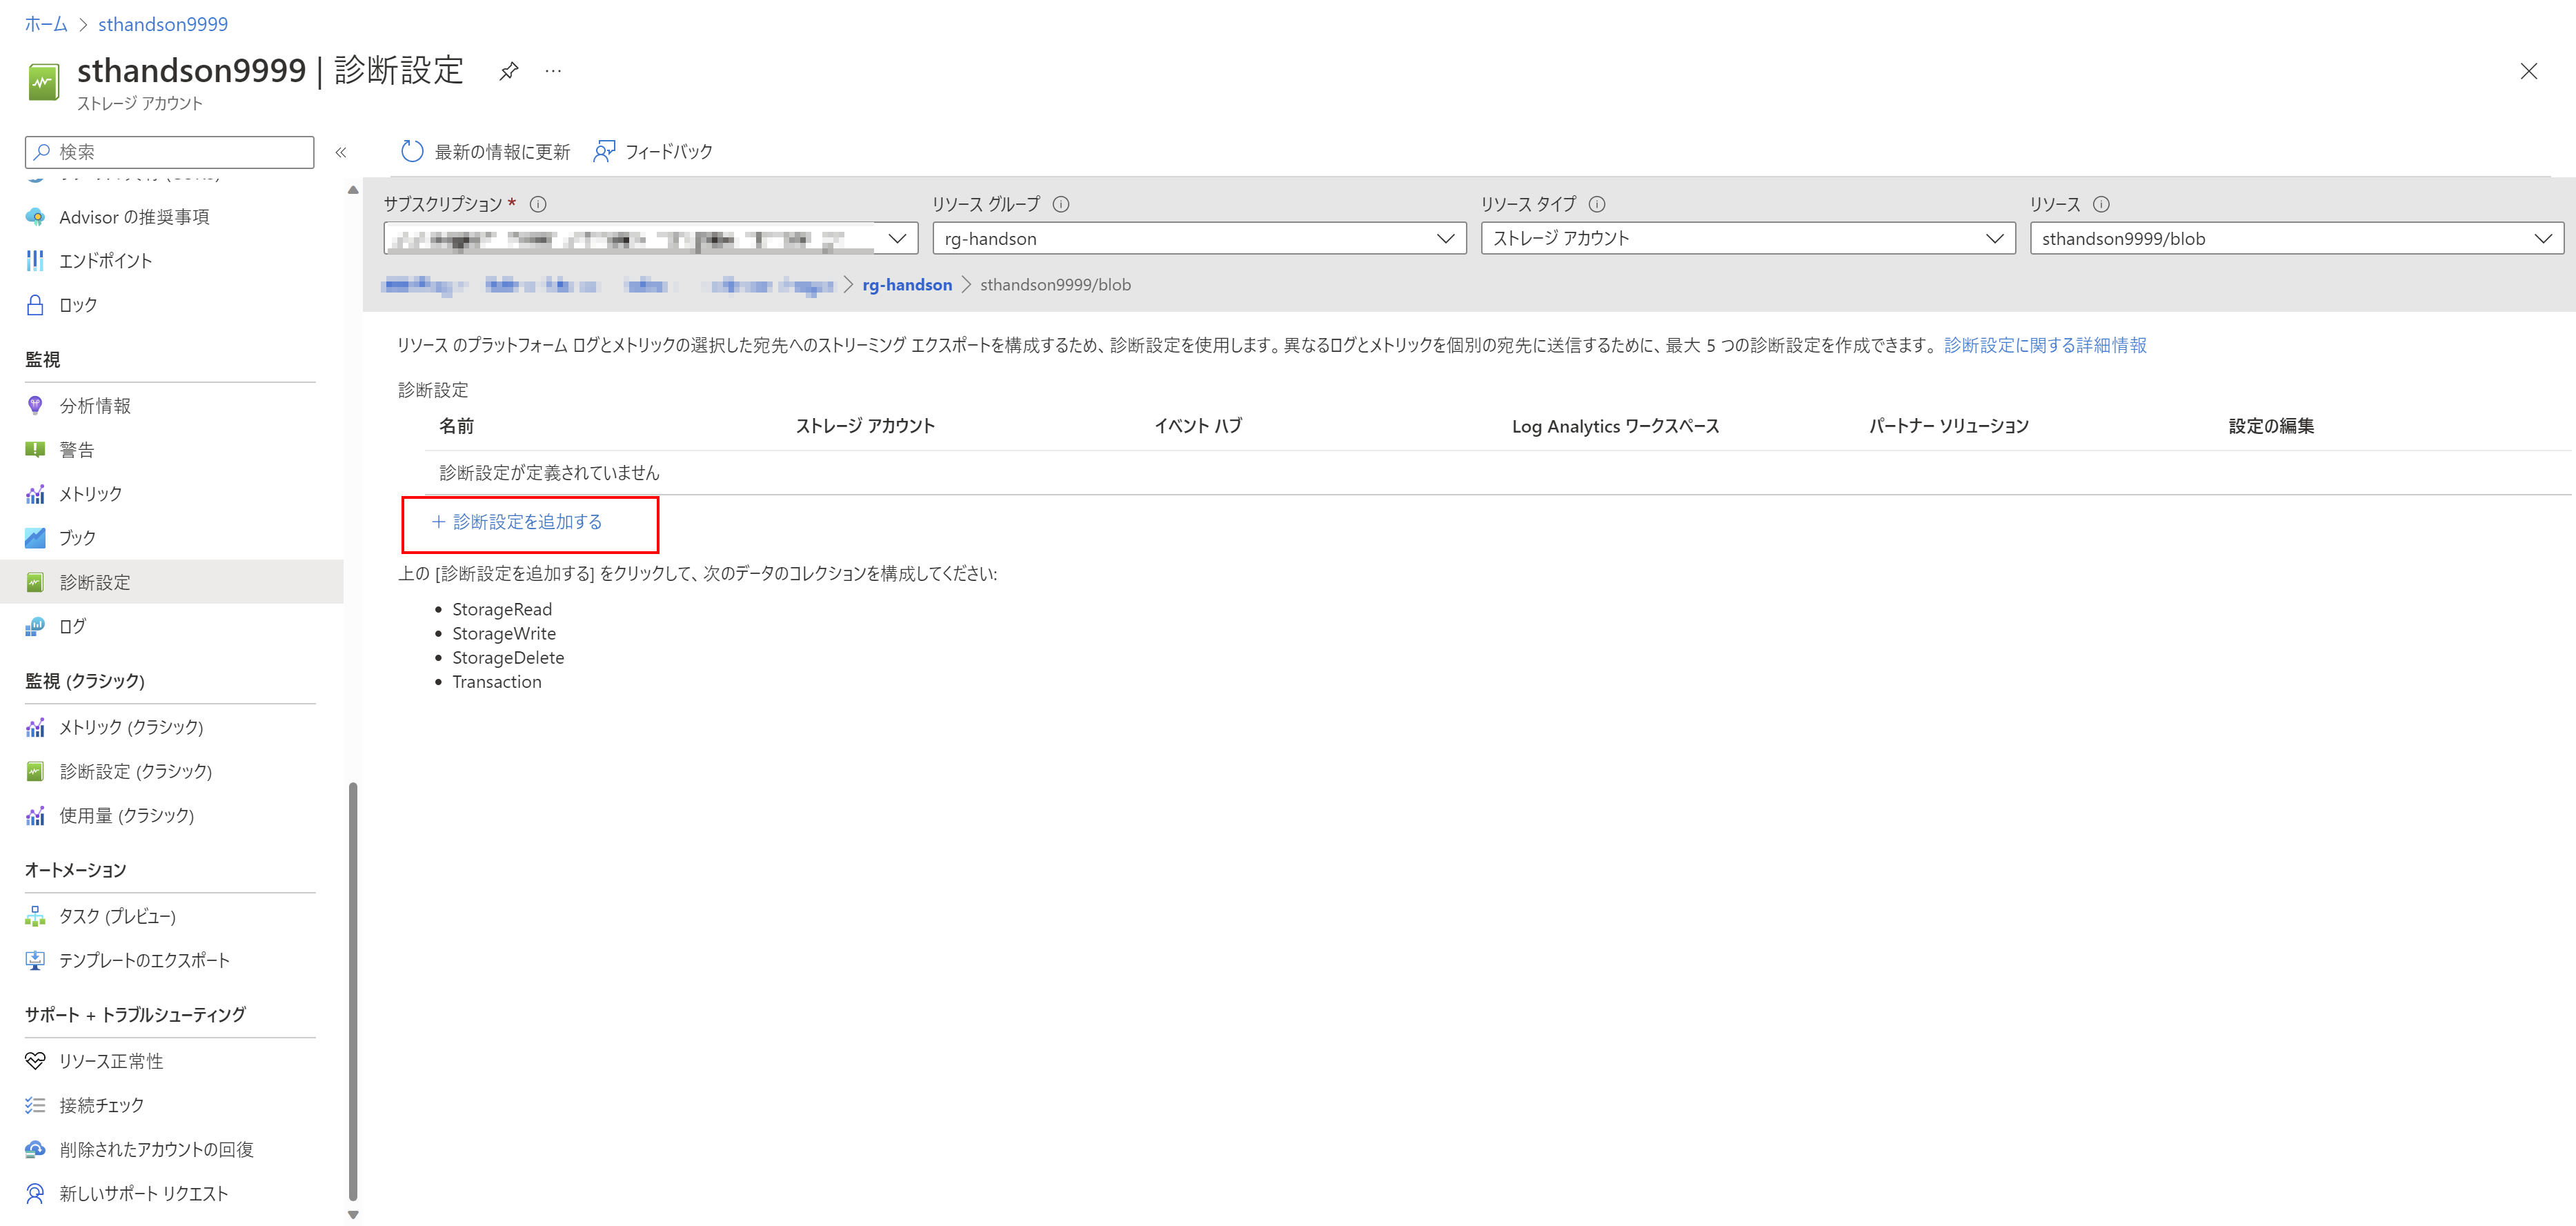 ホーム > sthandson9999
sthandson9999 | 診断設定
ストレージ アカウント
検索
最新の情報に更新
フィードバック
Advisor の推奨事項
エンドポイント
ロック
監視
分析情報
警告
メトリック
ブック
診断設定
ログ
監視 (クラシック)
メトリック (クラシック)
診断設定 (クラシック)
使用量 (クラシック)
オートメーション
タスク (プレビュー)
テンプレートのエクスポート
サポート + トラブルシューティング
リソース正常性
接続チェック
削除されたアカウントの回復
新しいサポート リクエスト
サブスクリプション *
リソース グループ
リソース タイプ
リソース
rg-handson
ストレージ アカウント
sthandson9999/blob
rg-handson > sthandson9999/blob
リソース のプラットフォーム ログとメトリックの選択した宛先へのストリーミング エクスポートを構成するため、診断設定を使用します。異なるログとメトリックを個別の宛先に送信するために、最大 5 つの診断設定を作成できます。 診断設定に関する詳細情報
診断設定
名前 ストレージ アカウント イベント ハブ Log Analytics ワークスペース パートナー ソリューション 設定の編集
診断設定が定義されていません
+ 診断設定を追加する
上の [診断設定を追加する] をクリックして、次のデータのコレクションを構成してください:
• StorageRead
• StorageWrite
• StorageDelete
• Transaction